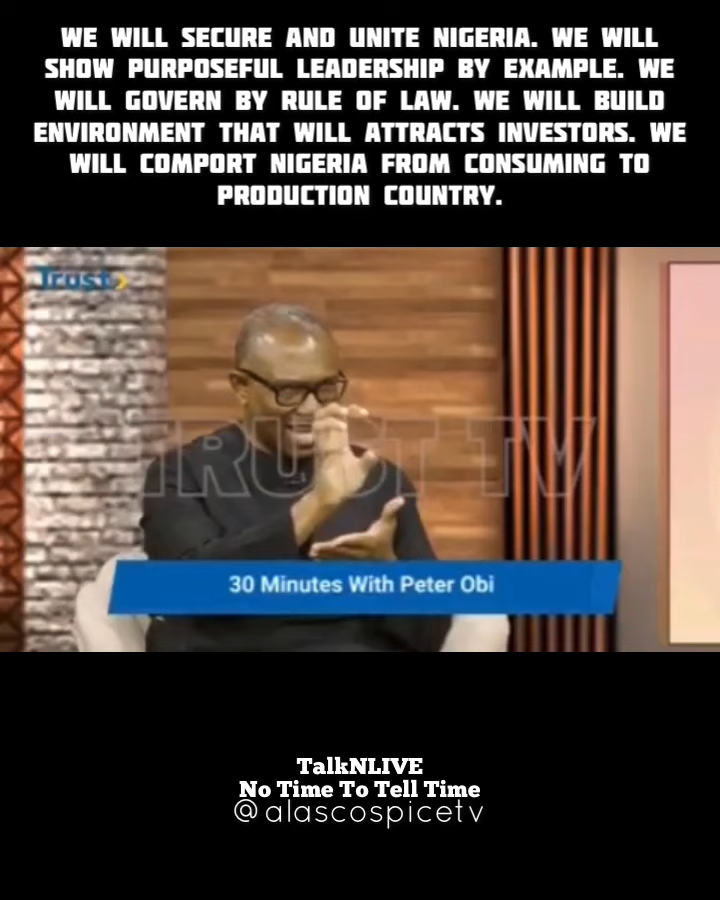 WE WILL SECURE AND UNITE NIGERIA. WE WILL
SHOW PURPOSEFUL LEADERSHIP BY EXAMPLE. WE
WILL GOVERN BY RULE OF LAW. WE WILL BUILD
ENVIRONMENT THAT WILL ATTRACTS INVESTORS. WE
WILL COMPORT NIGERIA FROM CONSUMING TO
PRODUCTION COUNTRY.
Trust
TRUST TV
30 Minutes With Peter Obi
TalkNLIVE
No Time To Tell Time
@alascospicetv